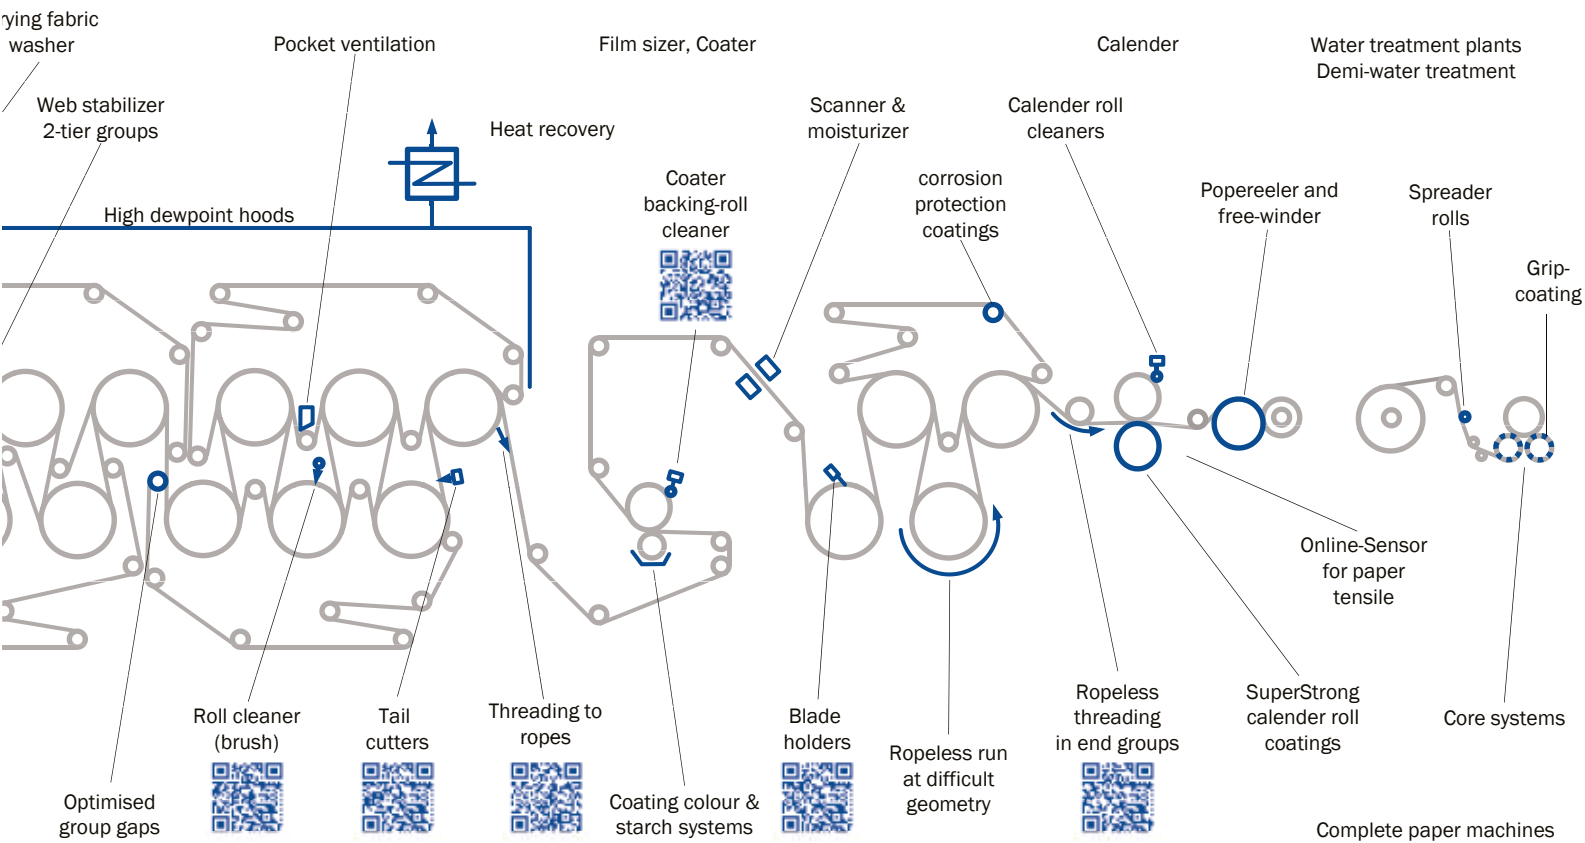 rying fabric
washer
Pocket ventilation
Film sizer, Coater
Calender
Water treatment plants
Demi-water treatment
Web stabilizer
2-tier groups
Heat recovery
Scanner &
moisturizer
Calender roll
cleaners
High dewpoint hoods
Coater
backing-roll
cleaner
corrosion
protection
coatings
Popereeler and
free-winder
Spreader
rolls
Grip-
coating
Online-Sensor
for paper
tensile
Roll cleaner
(brush)
Tail
cutters
Threading to
ropes
Blade
holders
Ropeless run
at difficult
geometry
Ropeless
threading
in end groups
SuperStrong
calender roll
coatings
Core systems
Optimised
group gaps
Coating colour &
starch systems
Complete paper machines